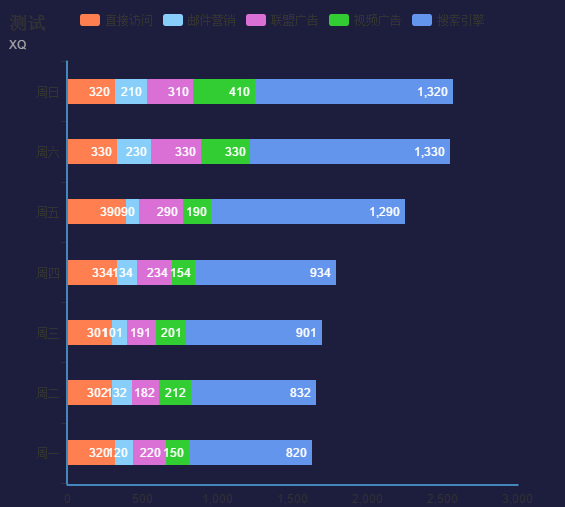 测试
XQ
直接访问 邮件营销 联盟广告 视频广告 搜索引擎
周日 320 210 310 410 1,320
周六 330 230 330 330 1,330
周五 390 90 290 190 1,290
周四 334 134 234 154 934
周三 301 101 191 201 901
周二 302 132 182 212 832
周一 320 120 220 150 820
0 500 1,000 1,500 2,000 2,500 3,000